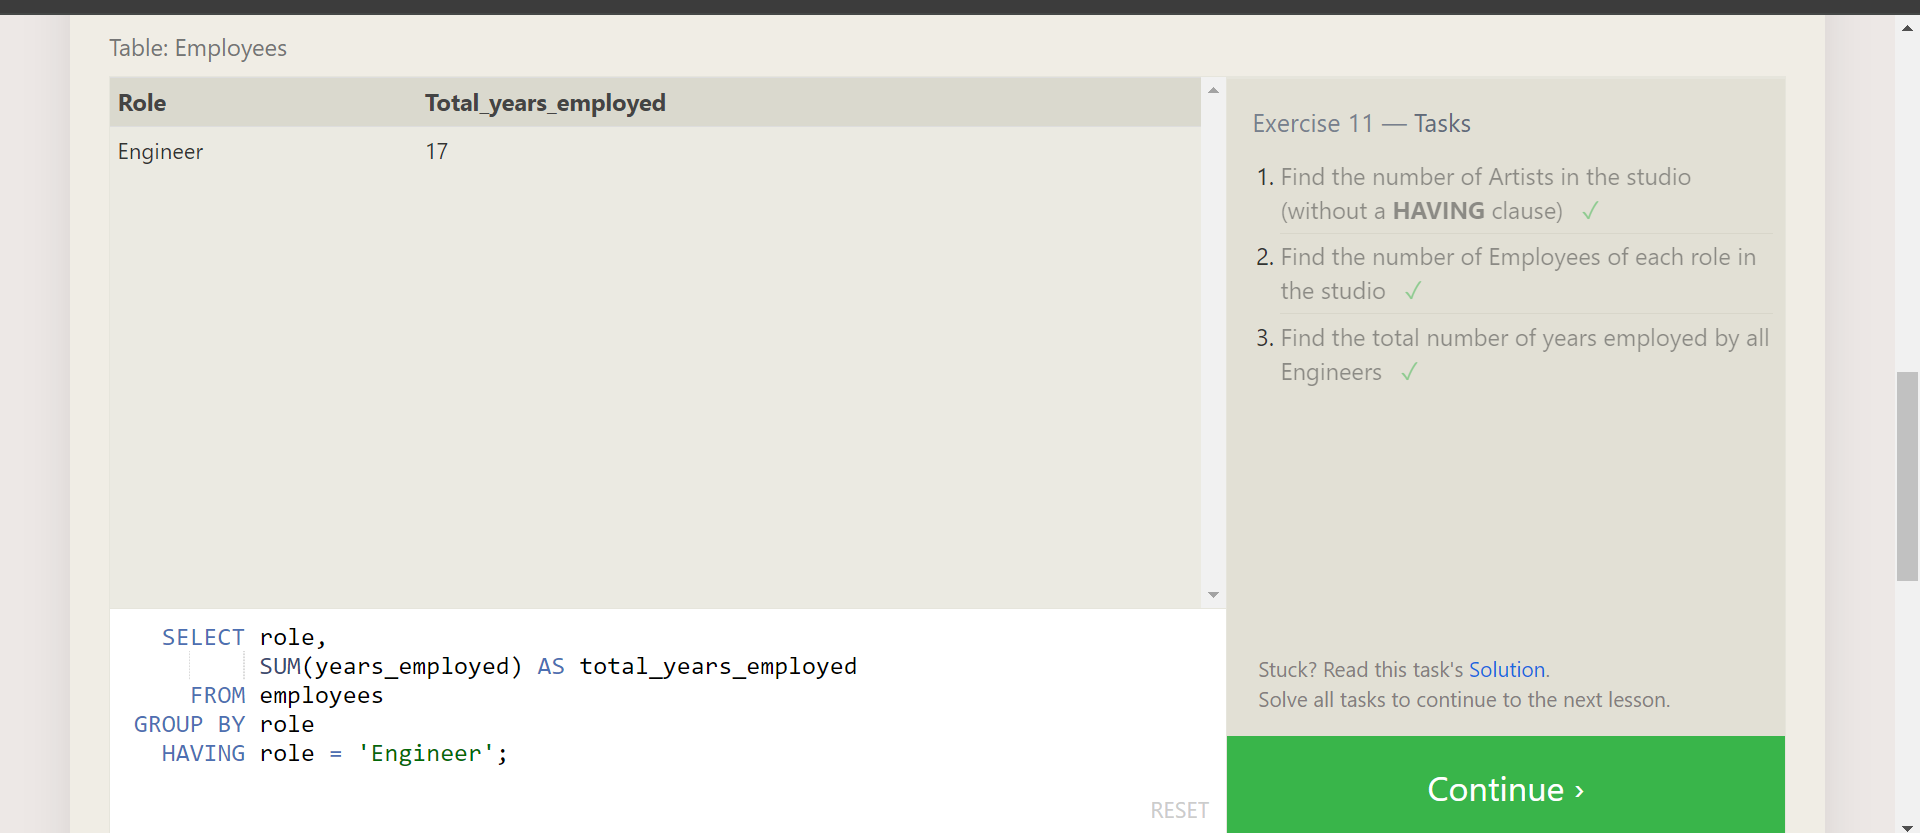 Table: Employees
Role Total_years_employed
Engineer 17
Exercise 11 — Tasks
1. Find the number of Artists in the studio
(without a HAVING clause) ✓
2. Find the number of Employees of each role in
the studio ✓
3. Find the total number of years employed by all
Engineers ✓
SELECT role,
SUM(years_employed) AS total_years_employed
FROM employees
GROUP BY role
HAVING role = 'Engineer';
RESET
Stuck? Read this task's Solution.
Solve all tasks to continue to the next lesson.
Continue ›